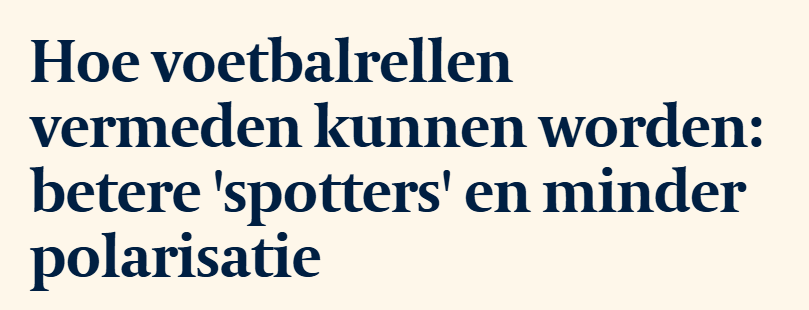 Hoe voetbalrellen
vermeden kunnen worden:
betere 'spotters' en minder
polarisatie